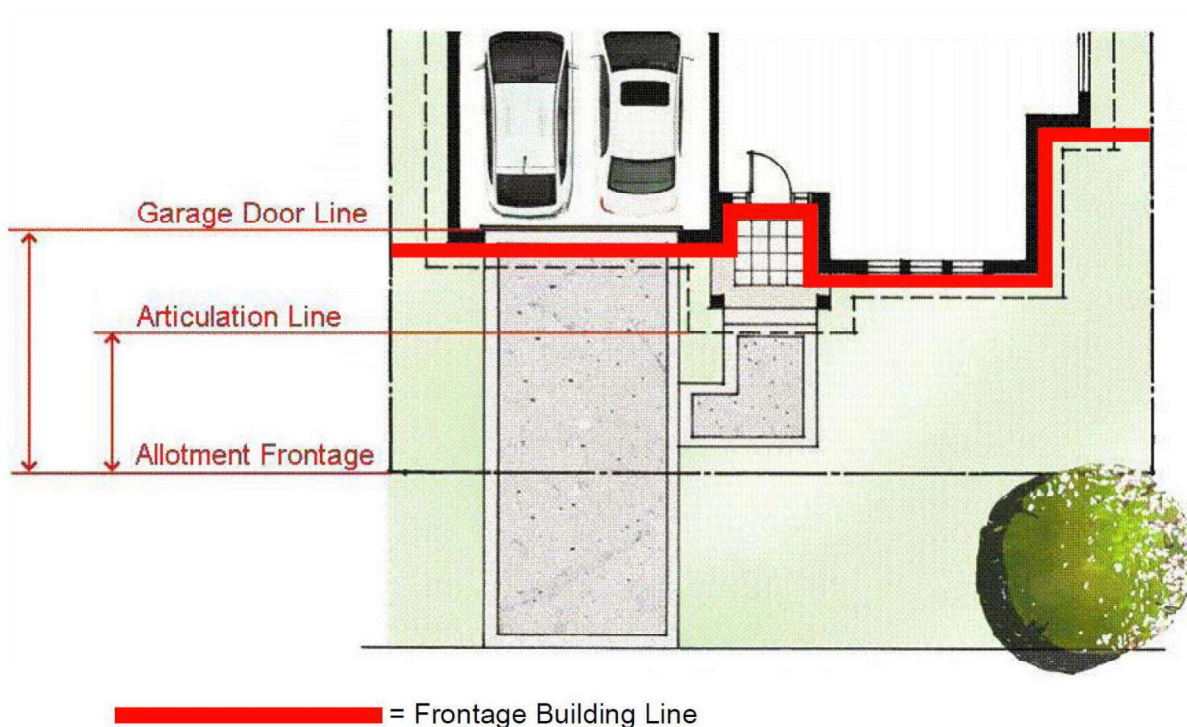 Garage Door Line
Articulation Line
Allotment Frontage
= Frontage Building Line